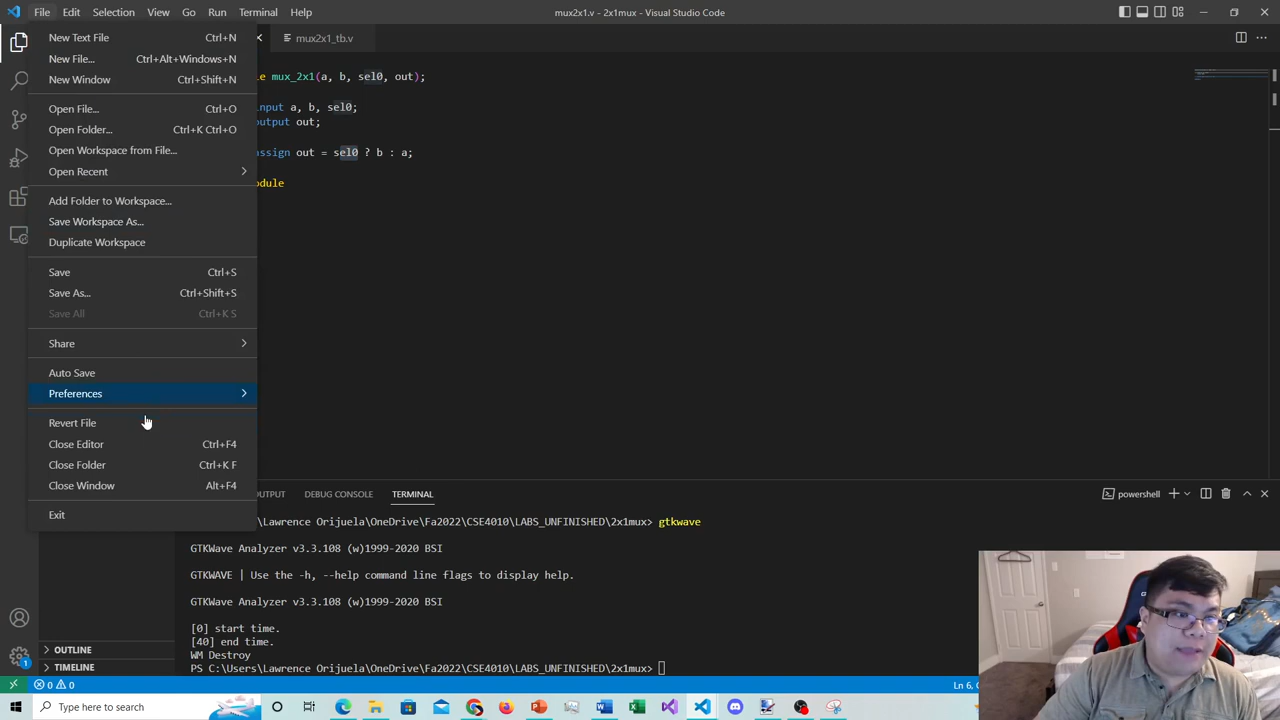 File Edit Selection View Go Run Terminal Help
mux2x1.v - 2x1mux - Visual Studio Code
New Text File Ctrl+N
New File... Ctrl+Alt+Windows+N
New Window Ctrl+Shift+N
Open File... Ctrl+O
Open Folder... Ctrl+K Ctrl+O
Open Workspace from File...
Open Recent
Add Folder to Workspace...
Save Workspace As...
Duplicate Workspace
Save Ctrl+S
Save As... Ctrl+Shift+S
Save All Ctrl+K S
Share
Auto Save
Preferences
Revert File
Close Editor Ctrl+F4
Close Folder Ctrl+K F
Close Window Alt+F4
Exit
mux2x1_tb.v
le mux_2x1(a, b, sel0, out);
input a, b, sel0;
output out;
assign out = sel0 ? b : a;
odule
OUTPUT DEBUG CONSOLE TERMINAL
powershell
Lawrence Orijuela\OneDrive\Fa2022\CSE4010\LABS_UNFINISHED\2x1mux> gtkwave
GTKWave Analyzer v3.3.108 (w)1999-2020 BSI
GTKWAVE | Use the -h, --help command line flags to display help.
GTKWave Analyzer v3.3.108 (w)1999-2020 BSI
[0] start time.
[40] end time.
WM Destroy
PS C:\Users\Lawrence Orijuela\OneDrive\Fa2022\CSE4010\LABS_UNFINISHED\2x1mux>
OUTLINE
TIMELINE
1
0 0
Ln 6,
Type here to search